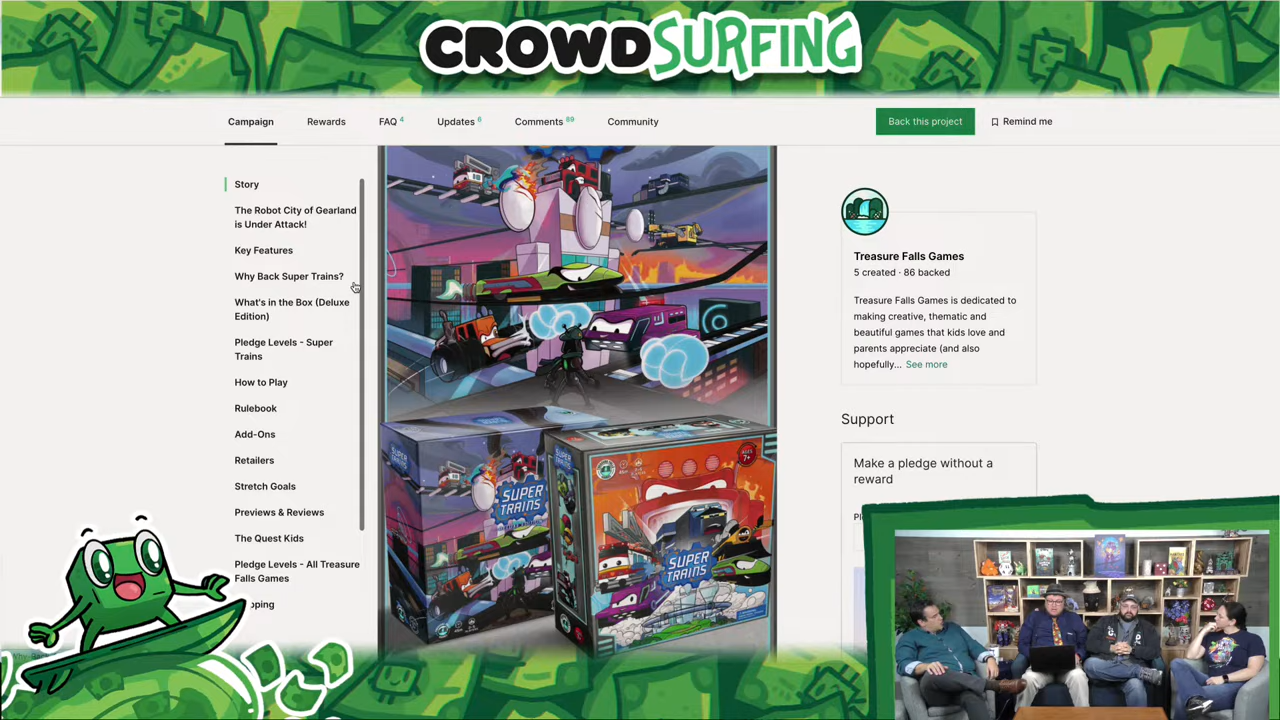 CROWDSURFING
Campaign
Rewards
FAQ 4
Updates 6
Comments 89
Community
Back this project
Remind me
Story
The Robot City of Gearland
is Under Attack!
Key Features
Why Back Super Trains?
What's in the Box (Deluxe
Edition)
Pledge Levels - Super
Trains
How to Play
Rulebook
Add-Ons
Retailers
Stretch Goals
Previews & Reviews
The Quest Kids
Pledge Levels - All Treasure
Falls Games
pping
SUPER
TRAINS
SUPER
TRAINS
AGES
7+
Treasure Falls Games
5 created · 86 backed
Treasure Falls Games is dedicated to
making creative, thematic and
beautiful games that kids love and
parents appreciate (and also
hopefully... See more
Support
Make a pledge without a
reward